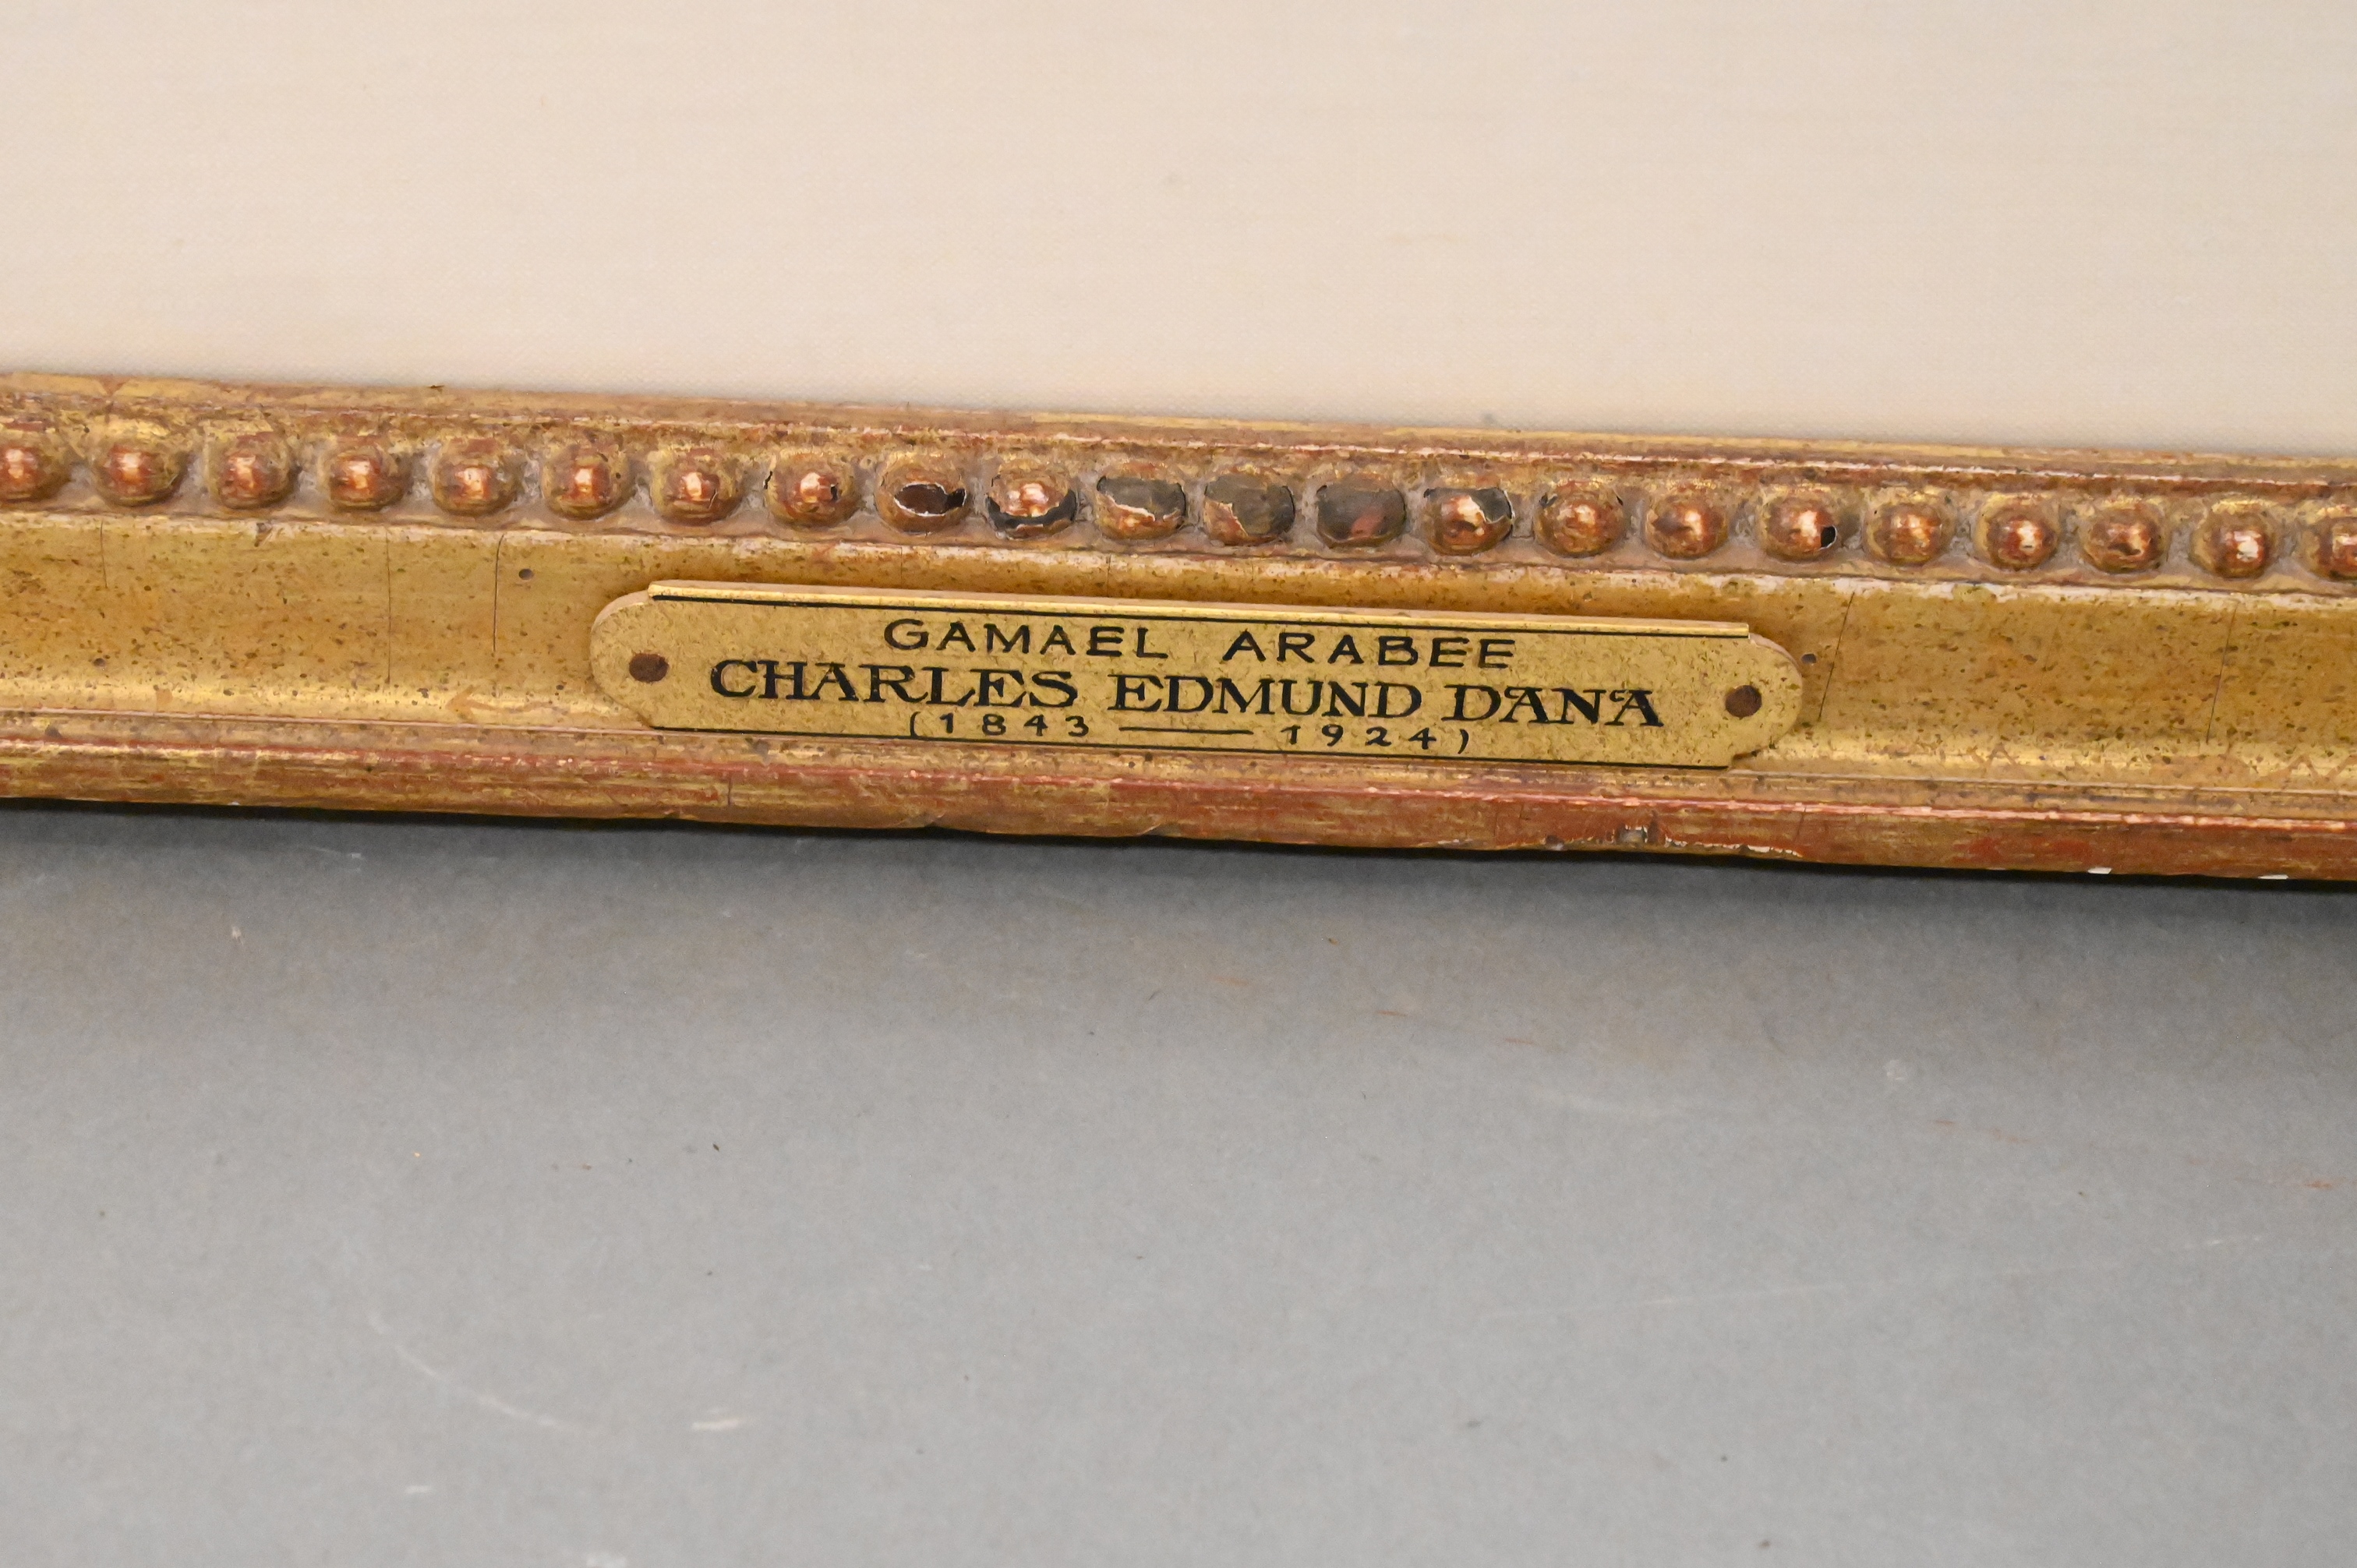 GAMAEL ARABEE
CHARLES EDMUND DANA
(1843 — 1924)